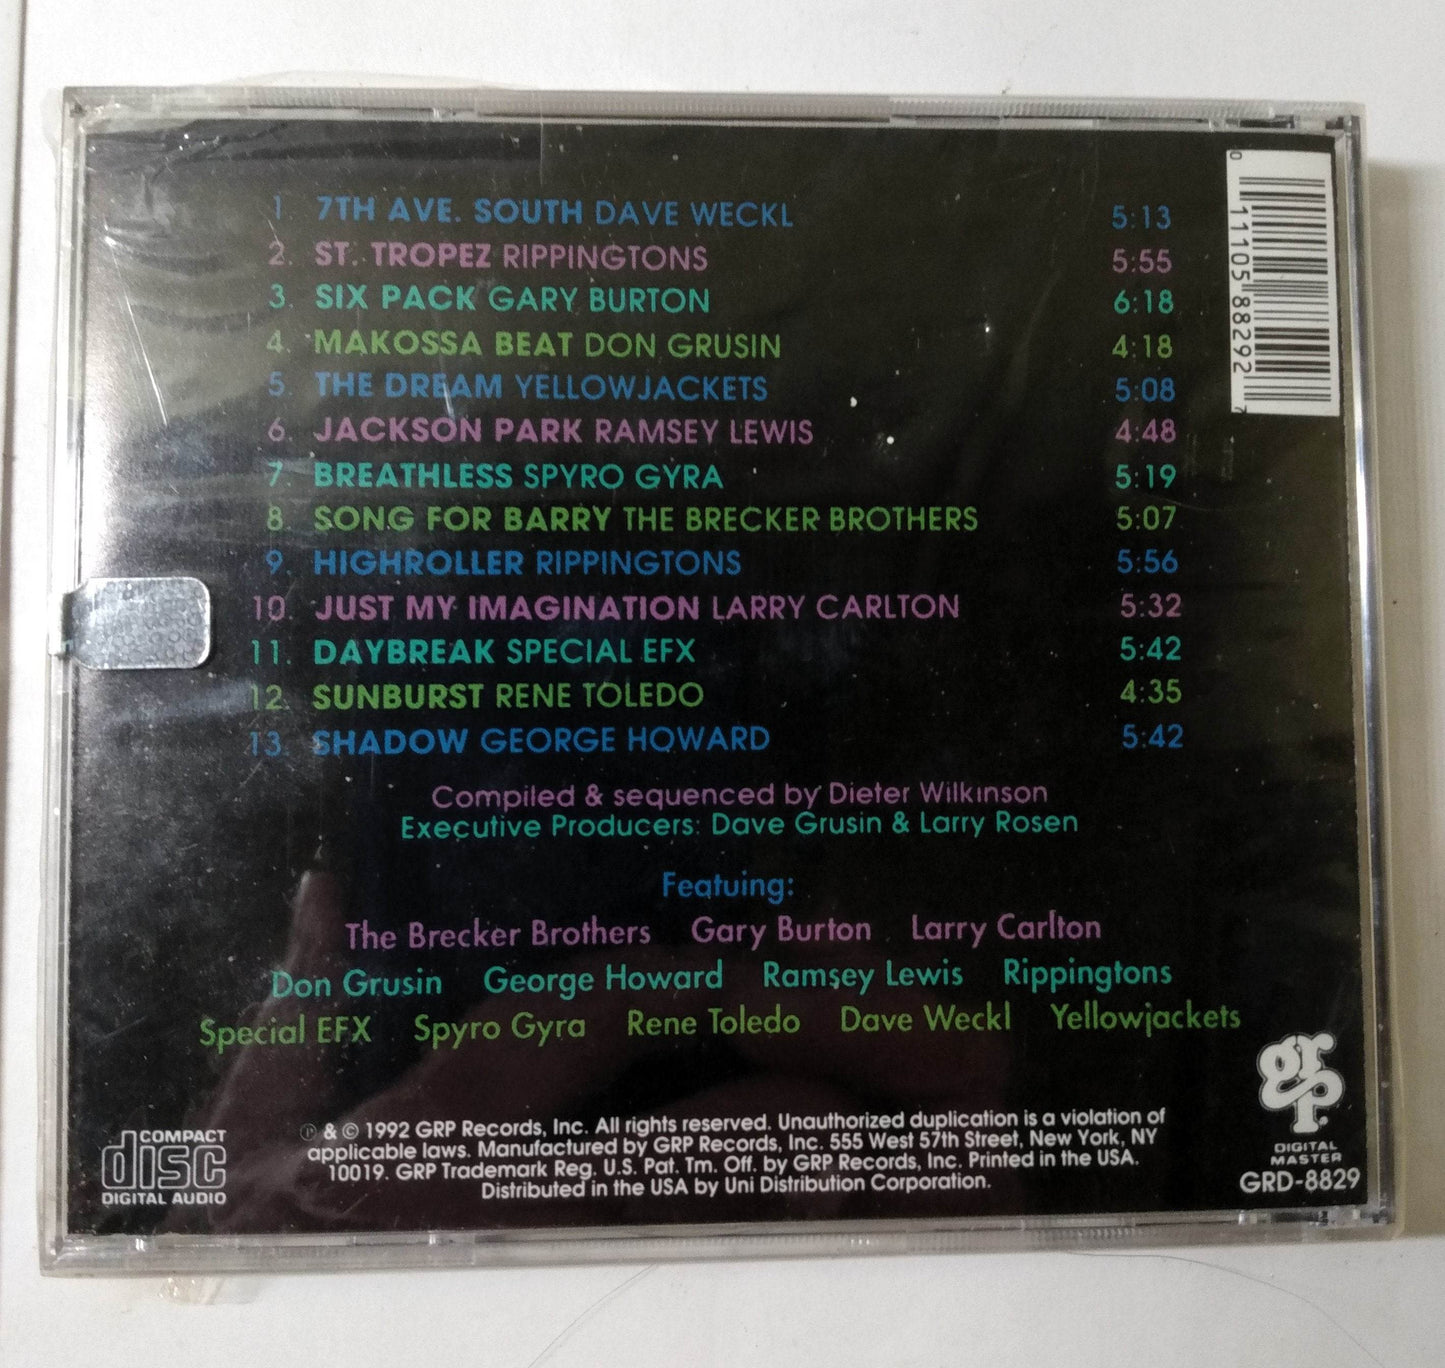 1. 7TH AVE. SOUTH DAVE WECKL 5:13
2. ST. TROPEZ RIPPINGTONS 5:55
3. SIX PACK GARY BURTON 6:18
4. MAKOSSA BEAT DON GRUSIN 4:18
5. THE DREAM YELLOWJACKETS 5:08
6. JACKSON PARK RAMSEY LEWIS 4:48
7. BREATHLESS SPYRO GYRA 5:19
8. SONG FOR BARRY THE BRECKER BROTHERS 5:07
9. HIGHROLLER RIPPINGTONS 5:56
10. JUST MY IMAGINATION LARRY CARLTON 5:32
11. DAYBREAK SPECIAL EFX 5:42
12. SUNBURST RENE TOLEDO 4:35
13. SHADOW GEORGE HOWARD 5:42
0 11105 88292 7
Compiled & sequenced by Dieter Wilkinson
Executive Producers: Dave Grusin & Larry Rosen
Featuing:
The Brecker Brothers Gary Burton Larry Carlton
Don Grusin George Howard Ramsey Lewis Rippingtons
Special EFX Spyro Gyra Rene Toledo Dave Weckl Yellowjackets
℗ & © 1992 GRP Records, Inc. All rights reserved. Unauthorized duplication is a violation of
applicable laws. Manufactured by GRP Records, Inc. 555 West 57th Street, New York, NY
10019. GRP Trademark Reg. U.S. Pat. Tm. Off. by GRP Records, Inc. Printed in the USA.
Distributed in the USA by Uni Distribution Corporation.
COMPACT
disc
DIGITAL AUDIO
grp
DIGITAL
MASTER
GRD-8829